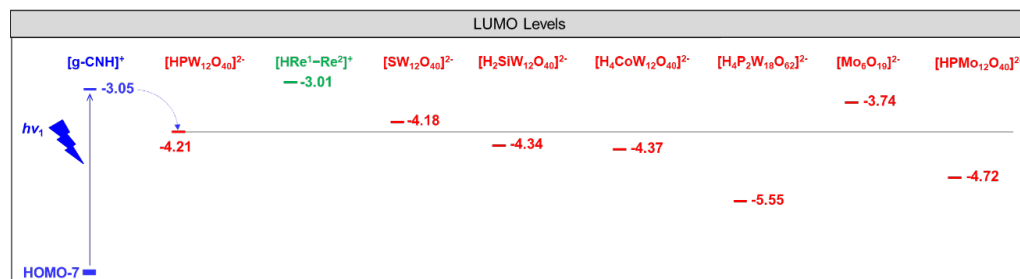 LUMO Levels
[g-CNH]⁺ [HPW₁₂O₄₀]²⁻ [HRe¹−Re²]⁺ [SW₁₂O₄₀]²⁻ [H₂SiW₁₂O₄₀]²⁻ [H₄CoW₁₂O₄₀]²⁻ [H₄P₂W₁₈O₆₂]²⁻ [Mo₆O₁₉]²⁻ [HPMo₁₂O₄₀]²⁻
-3.05 -3.01
-3.74
-4.18
hv₁
-4.21 -4.34 -4.37
-4.72
-5.55
HOMO-7